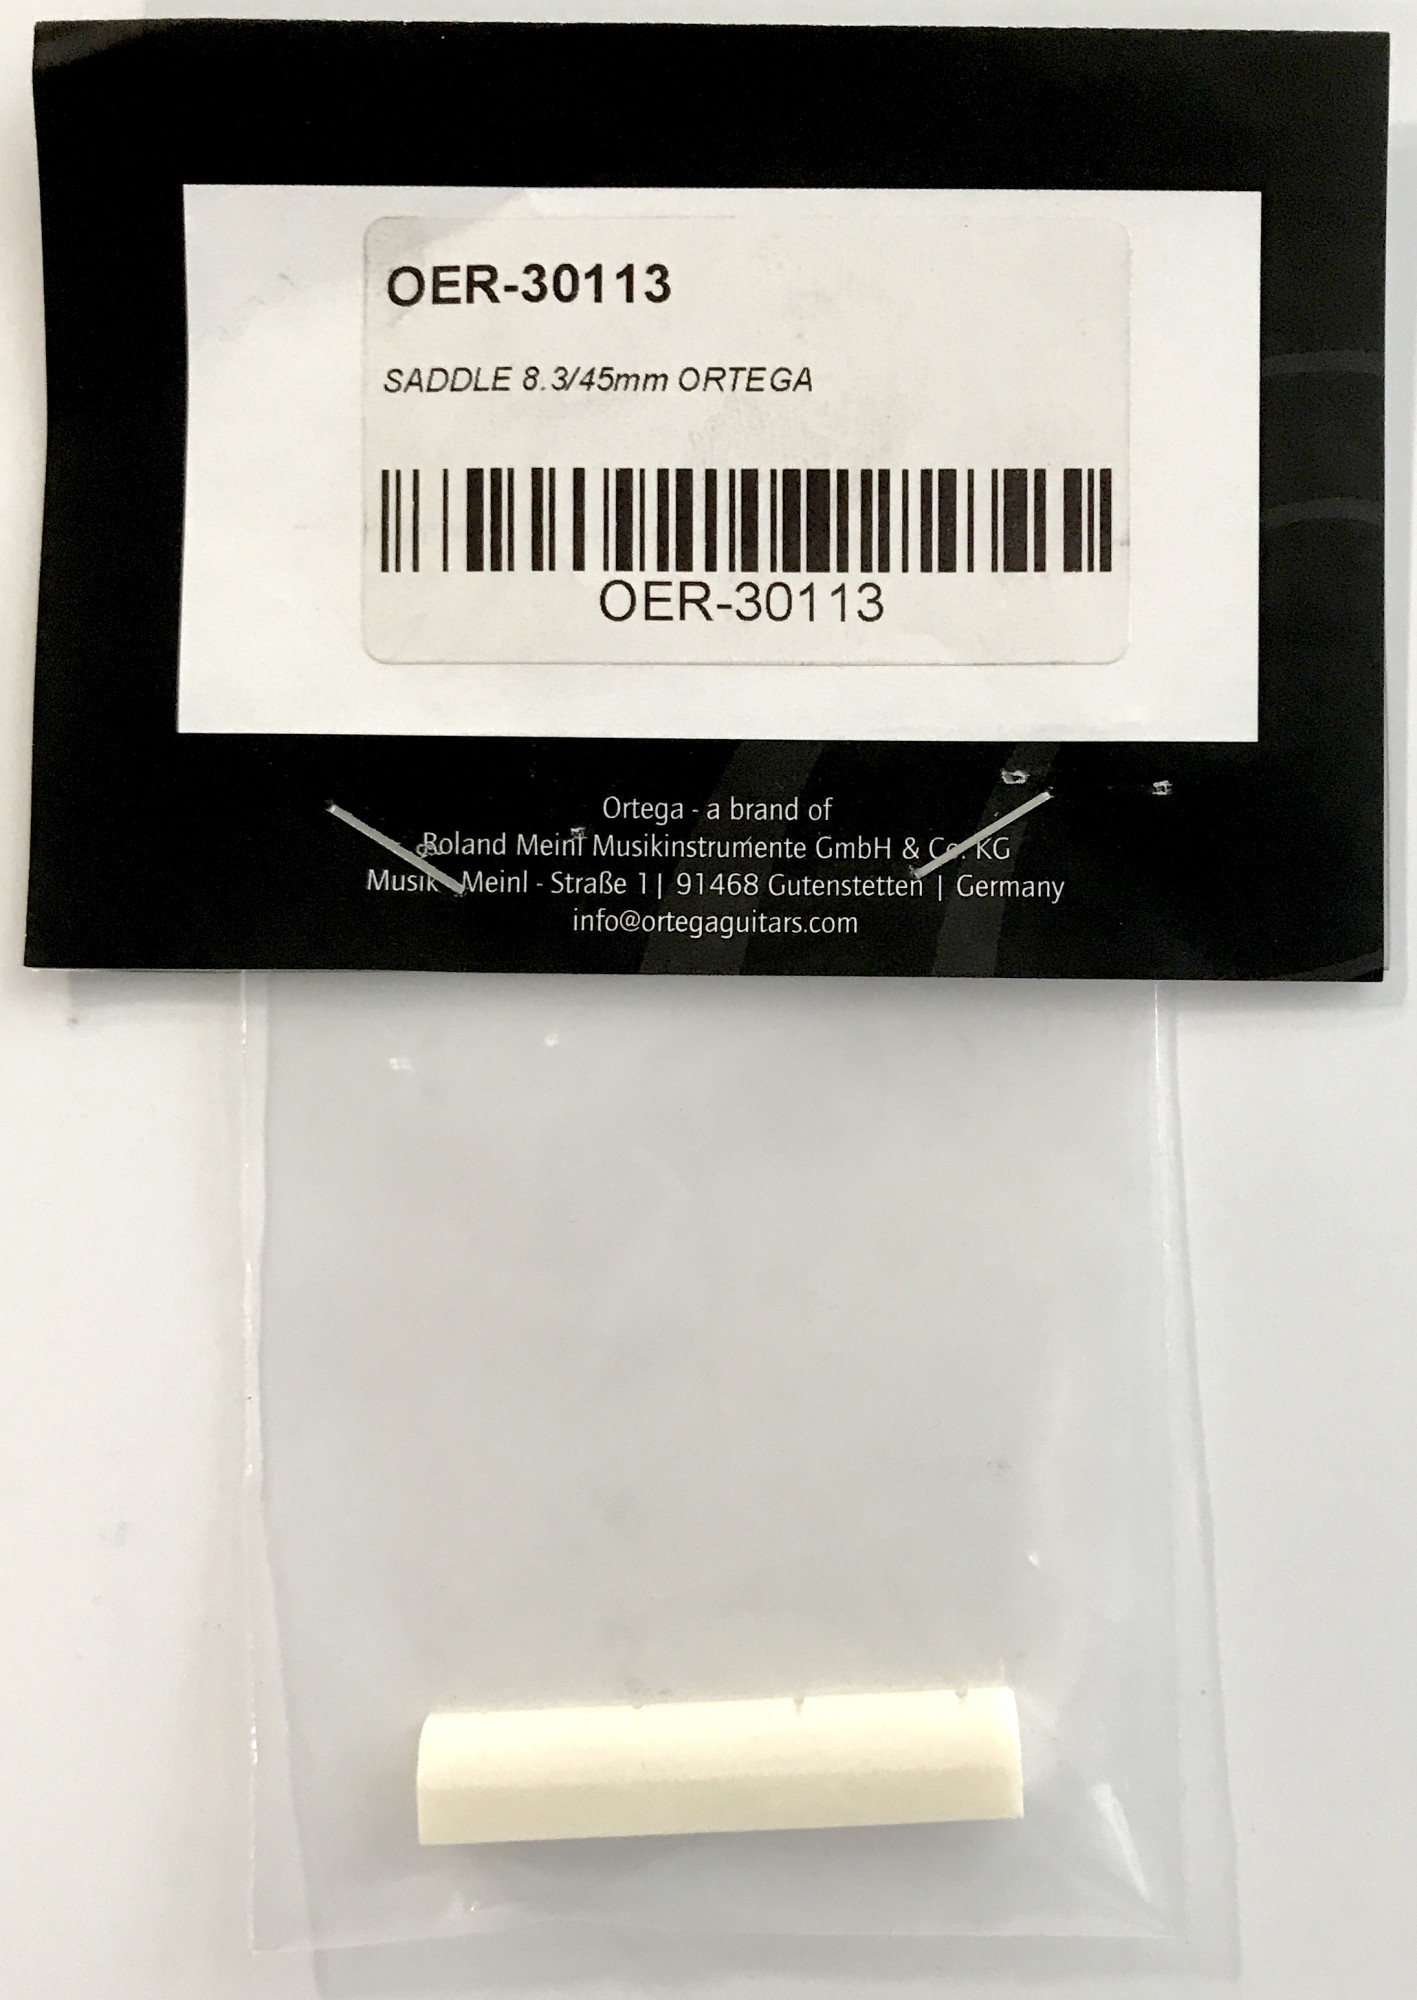 OER-30113
SADDLE 8.3/45mm ORTEGA
OER-30113
Ortega - a brand of
Roland Meinl Musikinstrumente GmbH & Co. KG
Musik - Meinl - Straße 1 | 91468 Gutenstetten | Germany
info@ortegaguitars.com